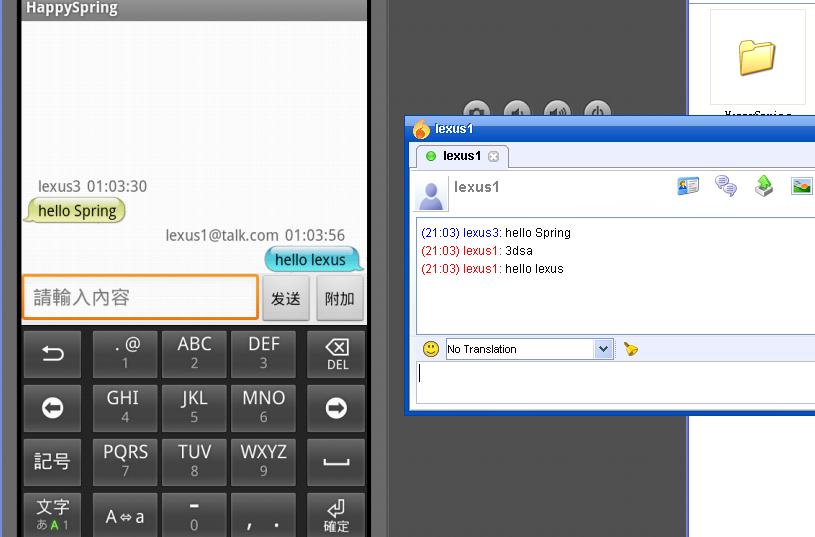 HappySpring
lexus3 01:03:30
hello Spring
lexus1@talk.com 01:03:56
hello lexus
請輸入內容
发送
附加
. @
1
ABC
2
DEF
3
DEL
GHI
4
JKL
5
MNO
6
記号
PQRS
7
TUV
8
WXYZ
9
文字
あA1
A⇔a
-
0
, .
確定
lexus1
lexus1
lexus1
(21:03) lexus3: hello Spring
(21:03) lexus1: 3dsa
(21:03) lexus1: hello lexus
No Translation